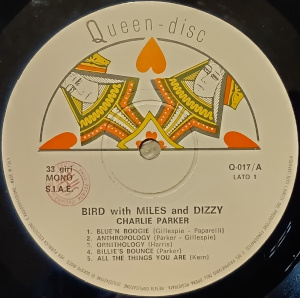 Queen-disc
33 giri
MONO
S.I.A.E.
Q-017/A
LATO 1
BIRD with MILES and DIZZY
CHARLIE PARKER
1. BLUE'N BOOGIE (Gillespie - Paparelli)
2. ANTHROPOLOGY (Parker - Gillespie)
3. ORNITHOLOGY (Harris)
4. BILLIE'S BOUNCE (Parker)
5. ALL THE THINGS YOU ARE (Kern)